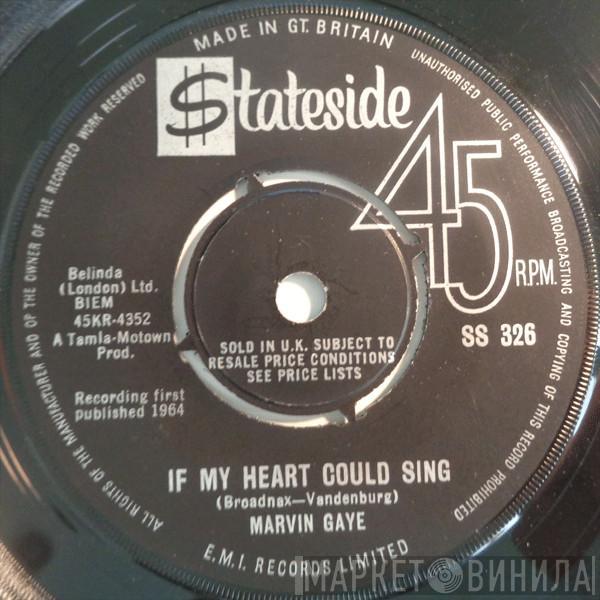 MADE IN GT. BRITAIN
UNAUTHORISED PUBLIC PERFORMANCE BROADCASTING AND COPYING OF THIS RECORD PROHIBITED
ALL RIGHTS OF THE MANUFACTURER AND OF THE OWNER OF THE RECORDED WORK RESERVED
$tateside
45
R.P.M.
Belinda
(London) Ltd.
BIEM
45KR-4352
A Tamla-Motown
Prod.
SS 326
SOLD IN U.K. SUBJECT TO
RESALE PRICE CONDITIONS
SEE PRICE LISTS
Recording first
published 1964
IF MY HEART COULD SING
(Broadnax—Vandenburg)
MARVIN GAYE
E.M.I. RECORDS LIMITED
МАРКЕТ ВИНИЛА